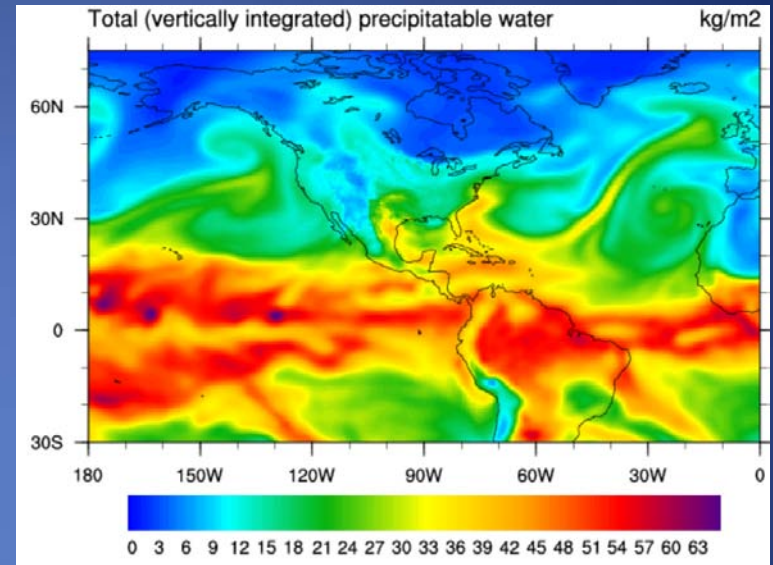 Total (vertically integrated) precipitatable water kg/m2
60N
30N
0
30S
180 150W 120W 90W 60W 30W 0
0 3 6 9 12 15 18 21 24 27 30 33 36 39 42 45 48 51 54 57 60 63